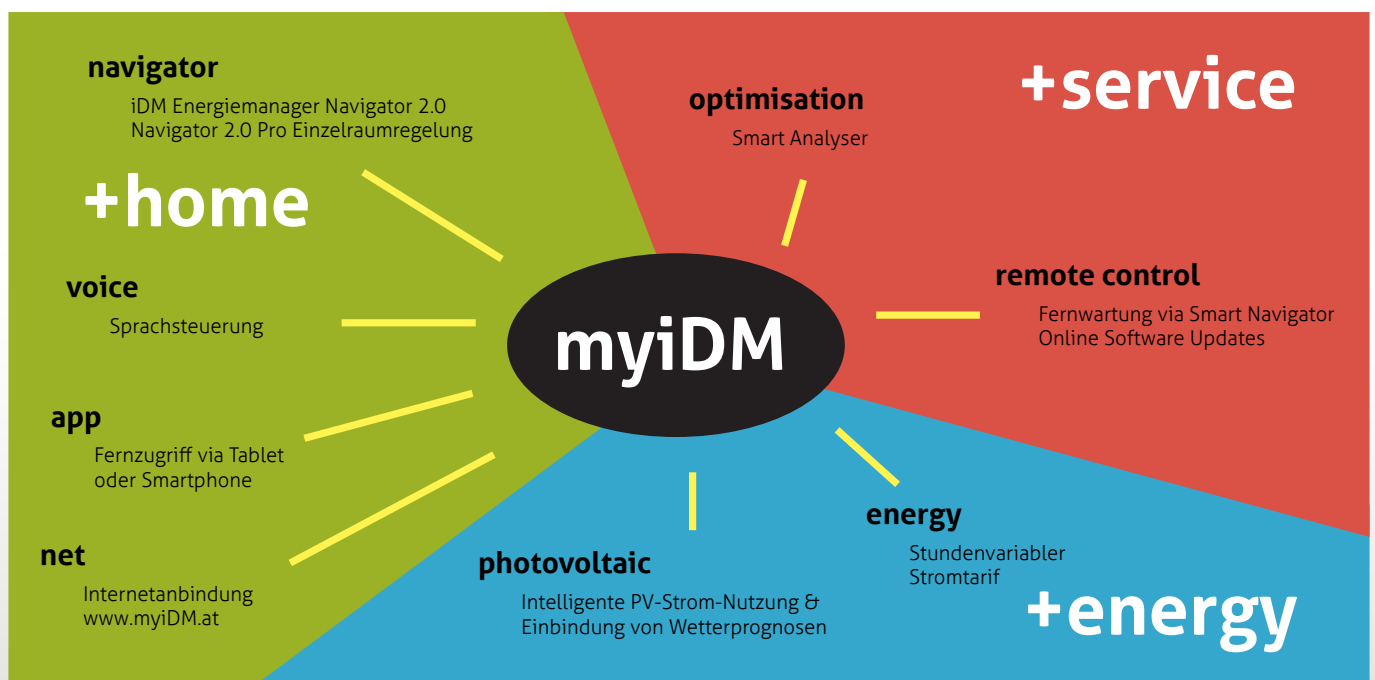 navigator
iDM Energiemanager Navigator 2.0
Navigator 2.0 Pro Einzelraumregelung
+home
voice
Sprachsteuerung
app
Fernzugriff via Tablet
oder Smartphone
net
Internetanbindung
www.myiDM.at
myiDM
+service
optimisation
Smart Analyser
remote control
Fernwartung via Smart Navigator
Online Software Updates
photovoltaic
Intelligente PV-Strom-Nutzung &
Einbindung von Wetterprognosen
energy
Stundenvariabler
Stromtarif
+energy